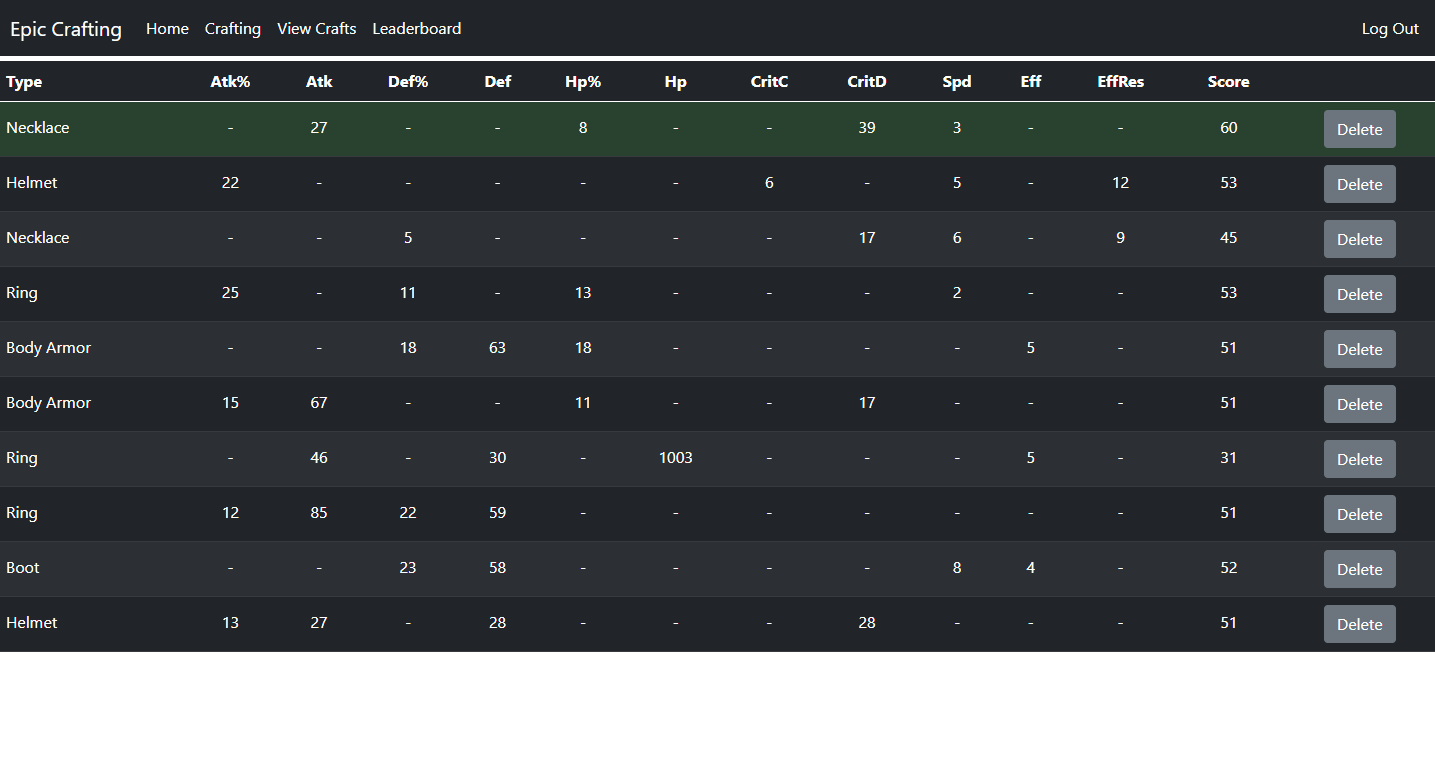 Epic Crafting Home Crafting View Crafts Leaderboard Log Out
Type Atk% Atk Def% Def Hp% Hp CritC CritD Spd Eff EffRes Score
Necklace - 27 - - 8 - - 39 3 - - 60 Delete
Helmet 22 - - - - - 6 - 5 - 12 53 Delete
Necklace - - 5 - - - - 17 6 - 9 45 Delete
Ring 25 - 11 - 13 - - - 2 - - 53 Delete
Body Armor - - 18 63 18 - - - - 5 - 51 Delete
Body Armor 15 67 - - 11 - - 17 - - - 51 Delete
Ring - 46 - 30 - 1003 - - - 5 - 31 Delete
Ring 12 85 22 59 - - - - - - - 51 Delete
Boot - - 23 58 - - - - 8 4 - 52 Delete
Helmet 13 27 - 28 - - - 28 - - - 51 Delete